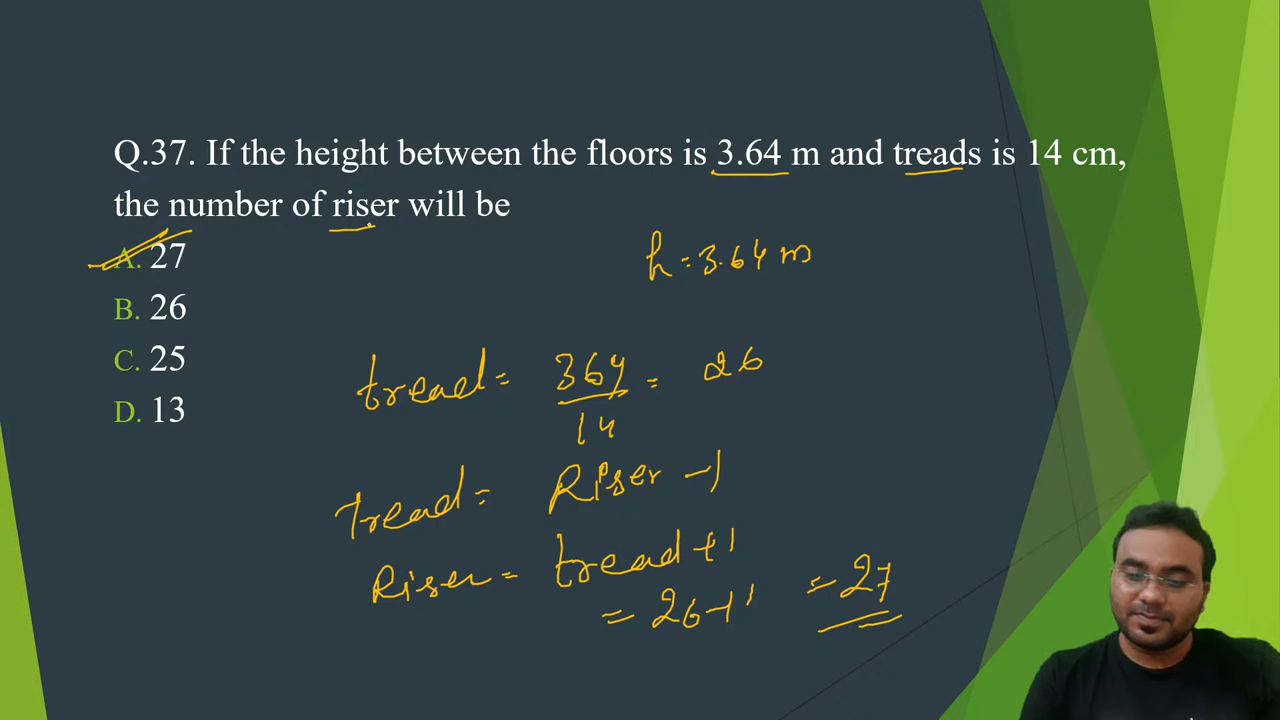 Q.37. If the height between the floors is 3.64 m and treads is 14 cm,
the number of riser will be
A. 27
B. 26
C. 25
D. 13
h = 3.64 m
tread = 364/14 = 26
Tread = Riser - 1
Riser = tread + 1
= 26 + 1 = 27